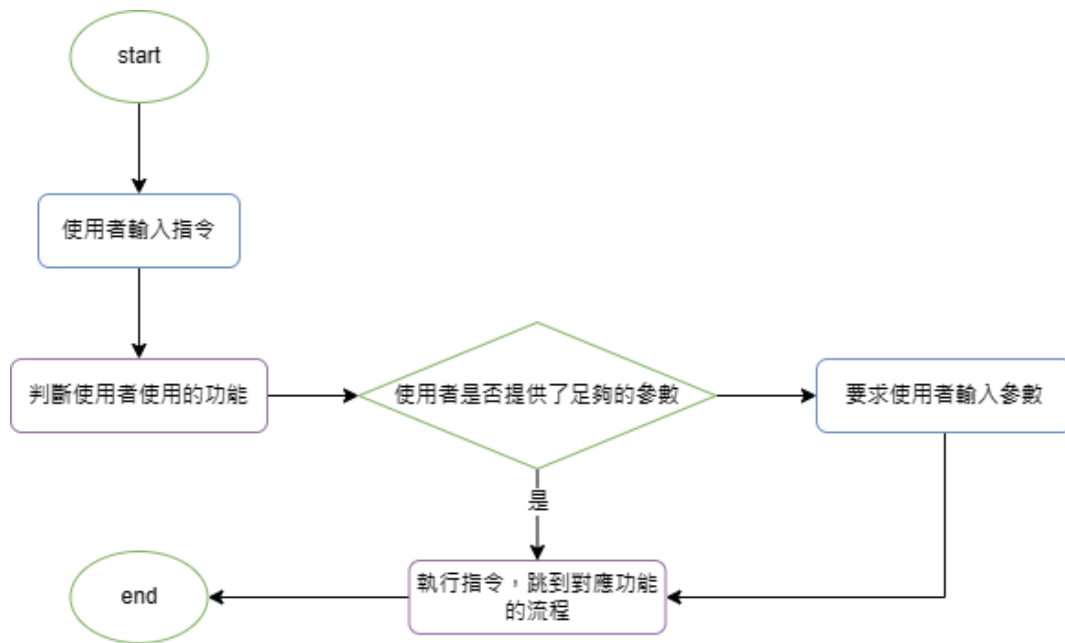 start
使用者輸入指令
判斷使用者使用的功能
使用者是否提供了足夠的參數
要求使用者輸入參數
是
執行指令，跳到對應功能
的流程
end